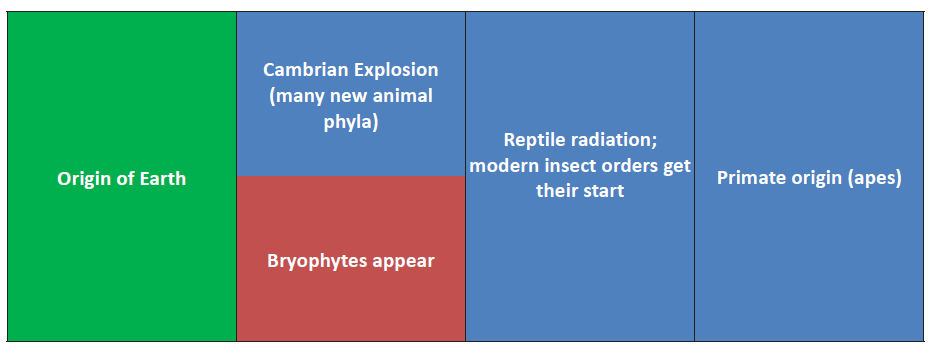 Origin of Earth
Cambrian Explosion
(many new animal
phyla)
Bryophytes appear
Reptile radiation;
modern insect orders get
their start
Primate origin (apes)